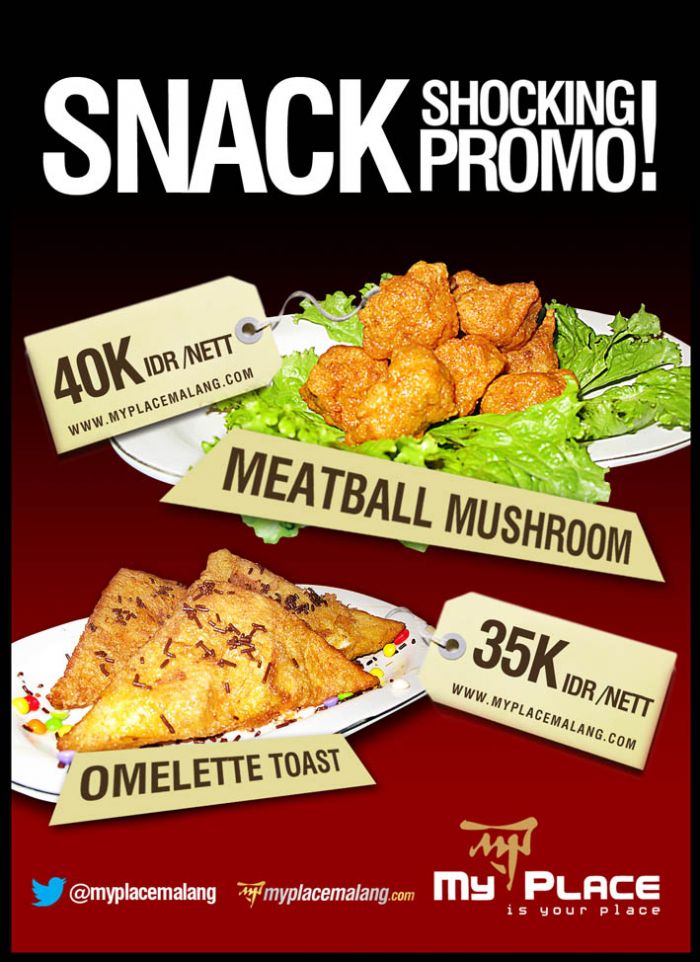 SNACK SHOCKING PROMO!
40K IDR/NETT
WWW.MYPLACEMALANG.COM
MEATBALL MUSHROOM
35K IDR/NETT
WWW.MYPLACEMALANG.COM
OMELETTE TOAST
@myplacemalang
myplacemalang.com
MY PLACE
is your place